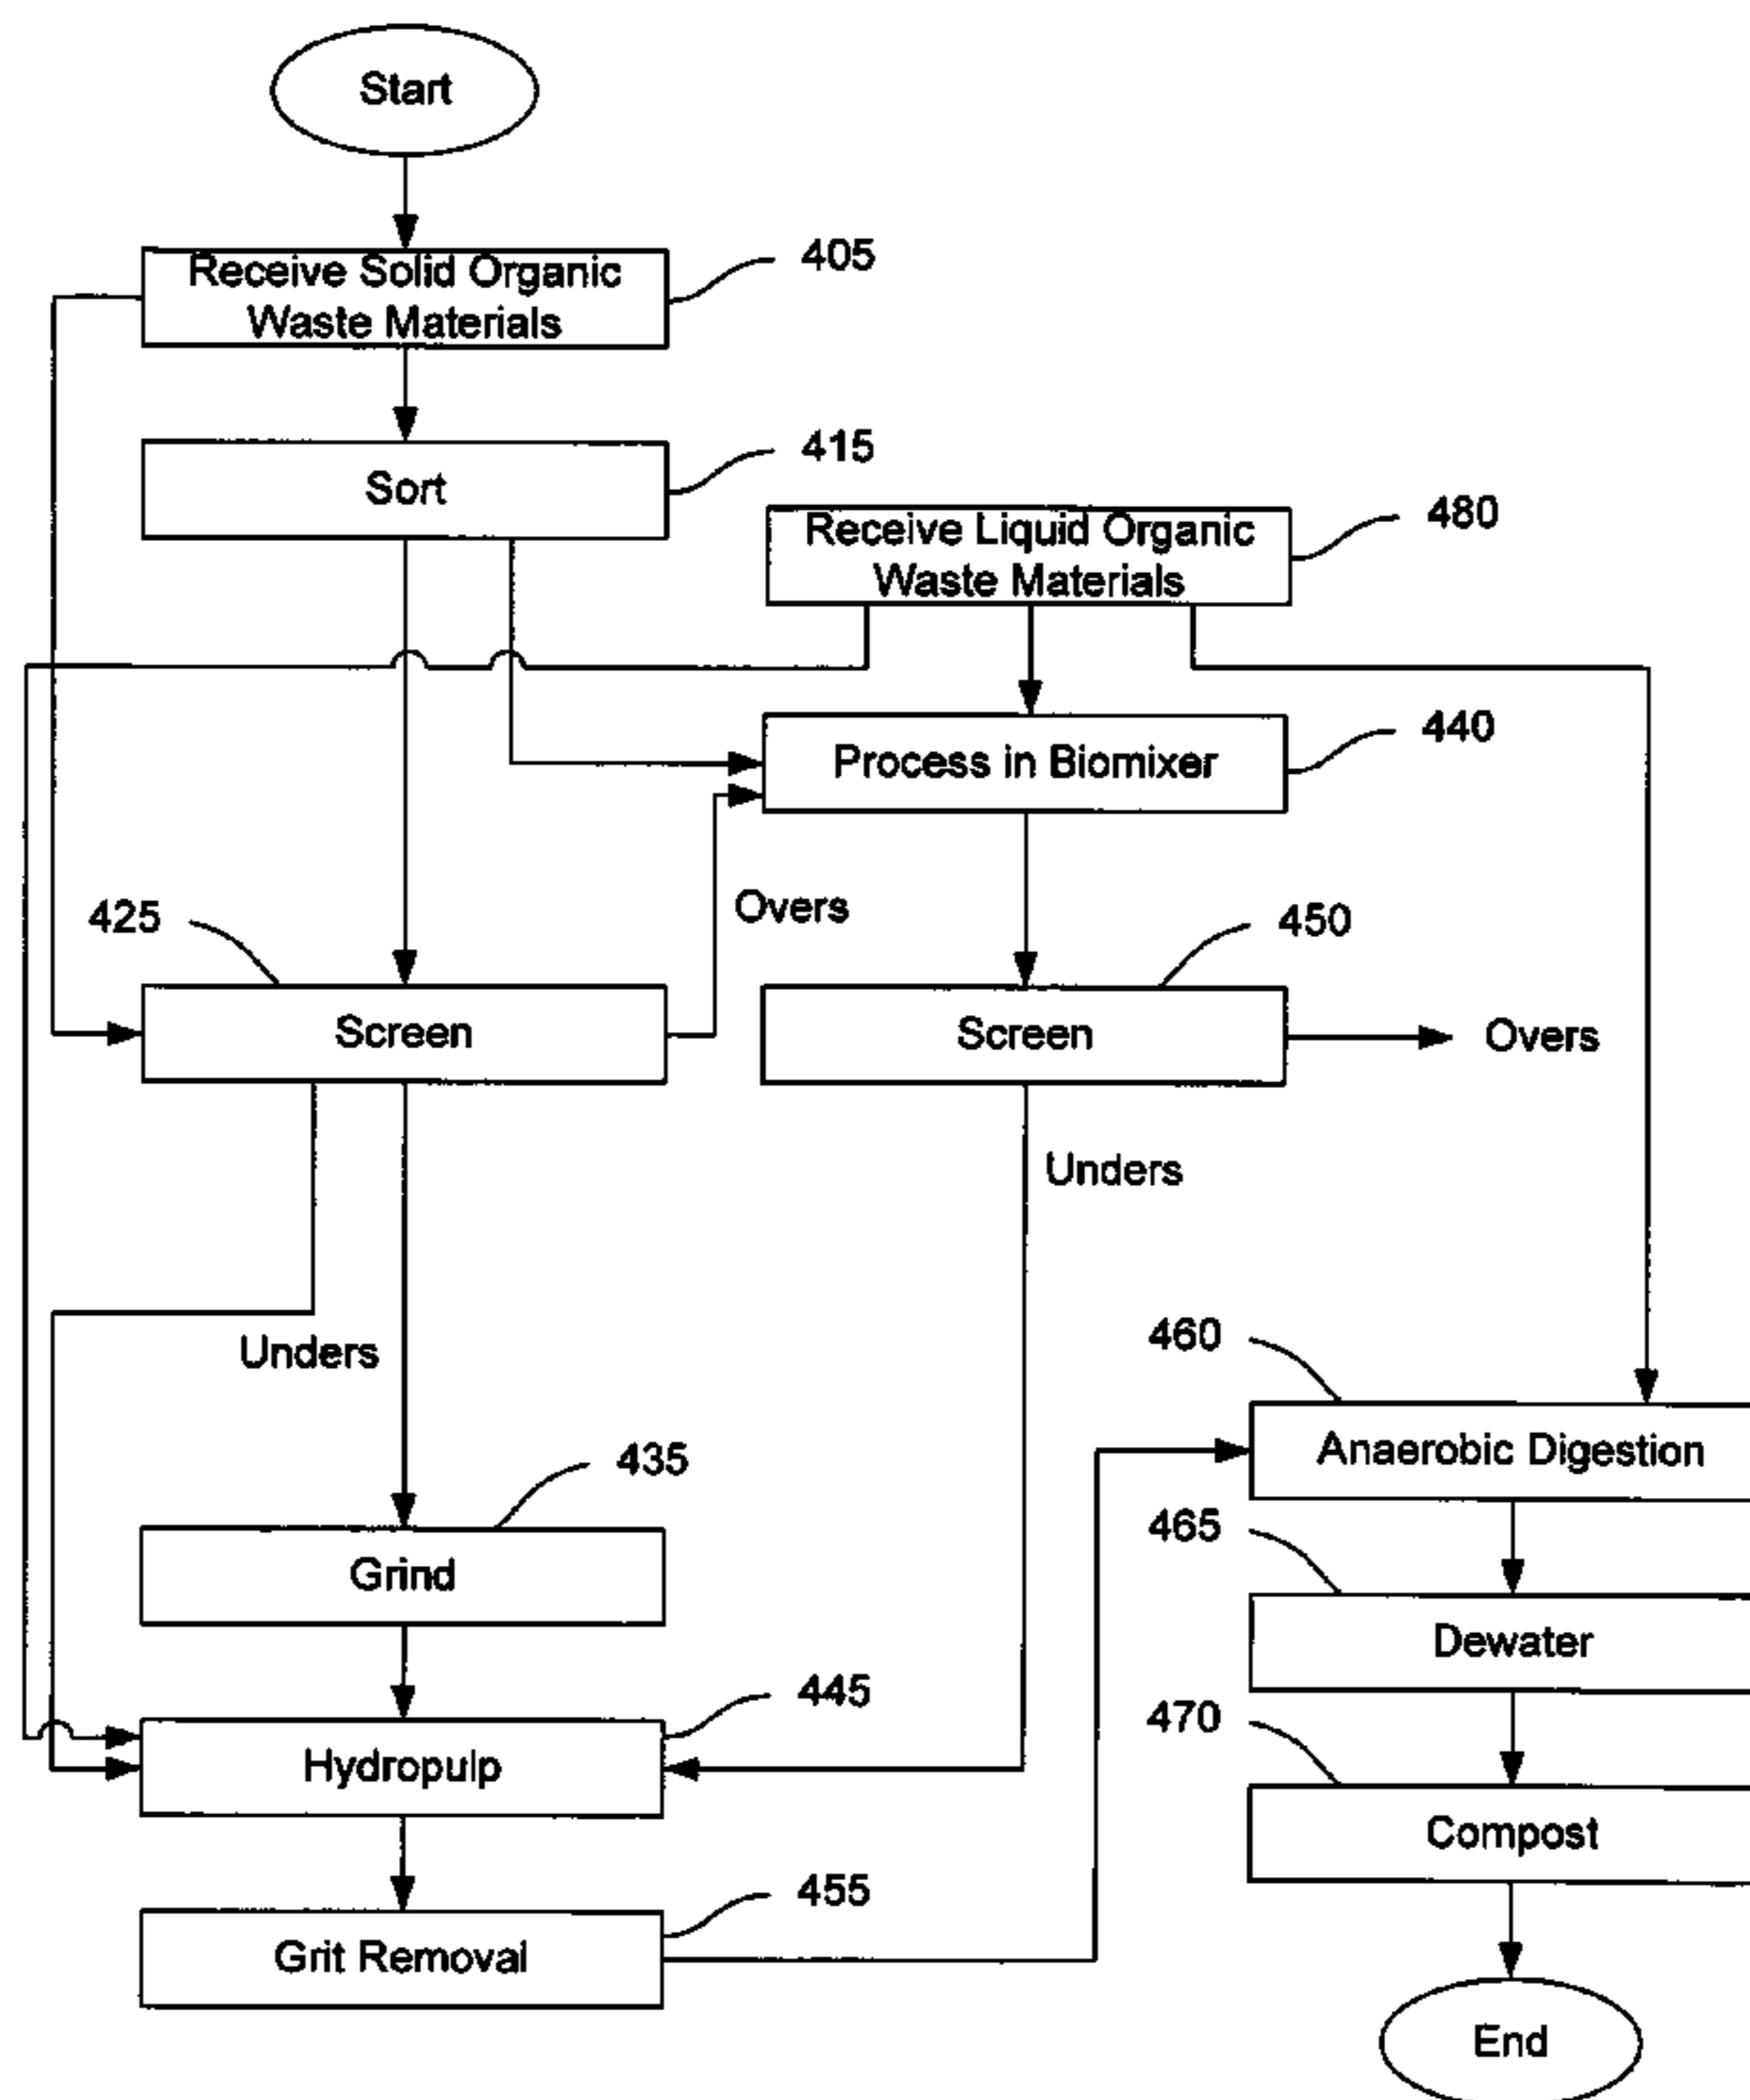 Start
Receive Solid Organic
Waste Materials
405
Sort
415
Receive Liquid Organic
Waste Materials
480
Process in Biomixer
440
425
Overs
450
Screen
Screen
Overs
Unders
Unders
460
Anaerobic Digestion
435
465
Grind
Dewater
445
470
Hydropulp
Compost
455
Grit Removal
End